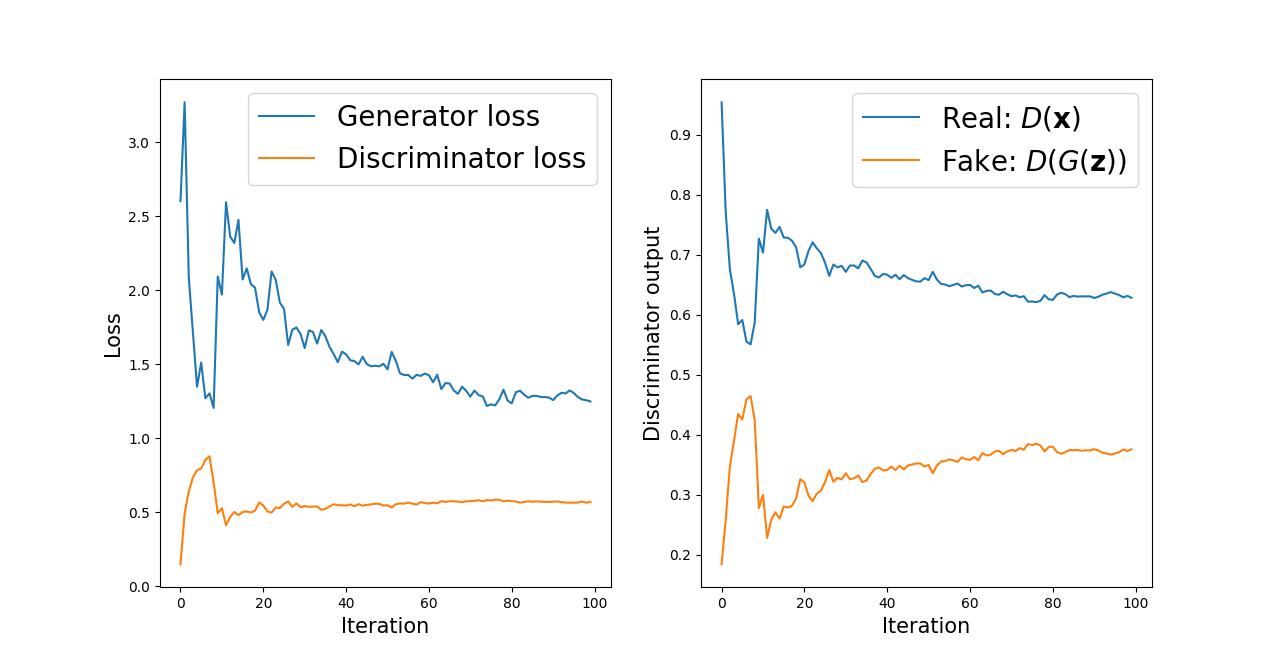 Generator loss
Discriminator loss
3.0
2.5
2.0
1.5
1.0
0.5
0.0
Loss
0 20 40 60 80 100
Iteration
Real: D(x)
Fake: D(G(z))
0.9
0.8
0.7
0.6
0.5
0.4
0.3
0.2
Discriminator output
0 20 40 60 80 100
Iteration